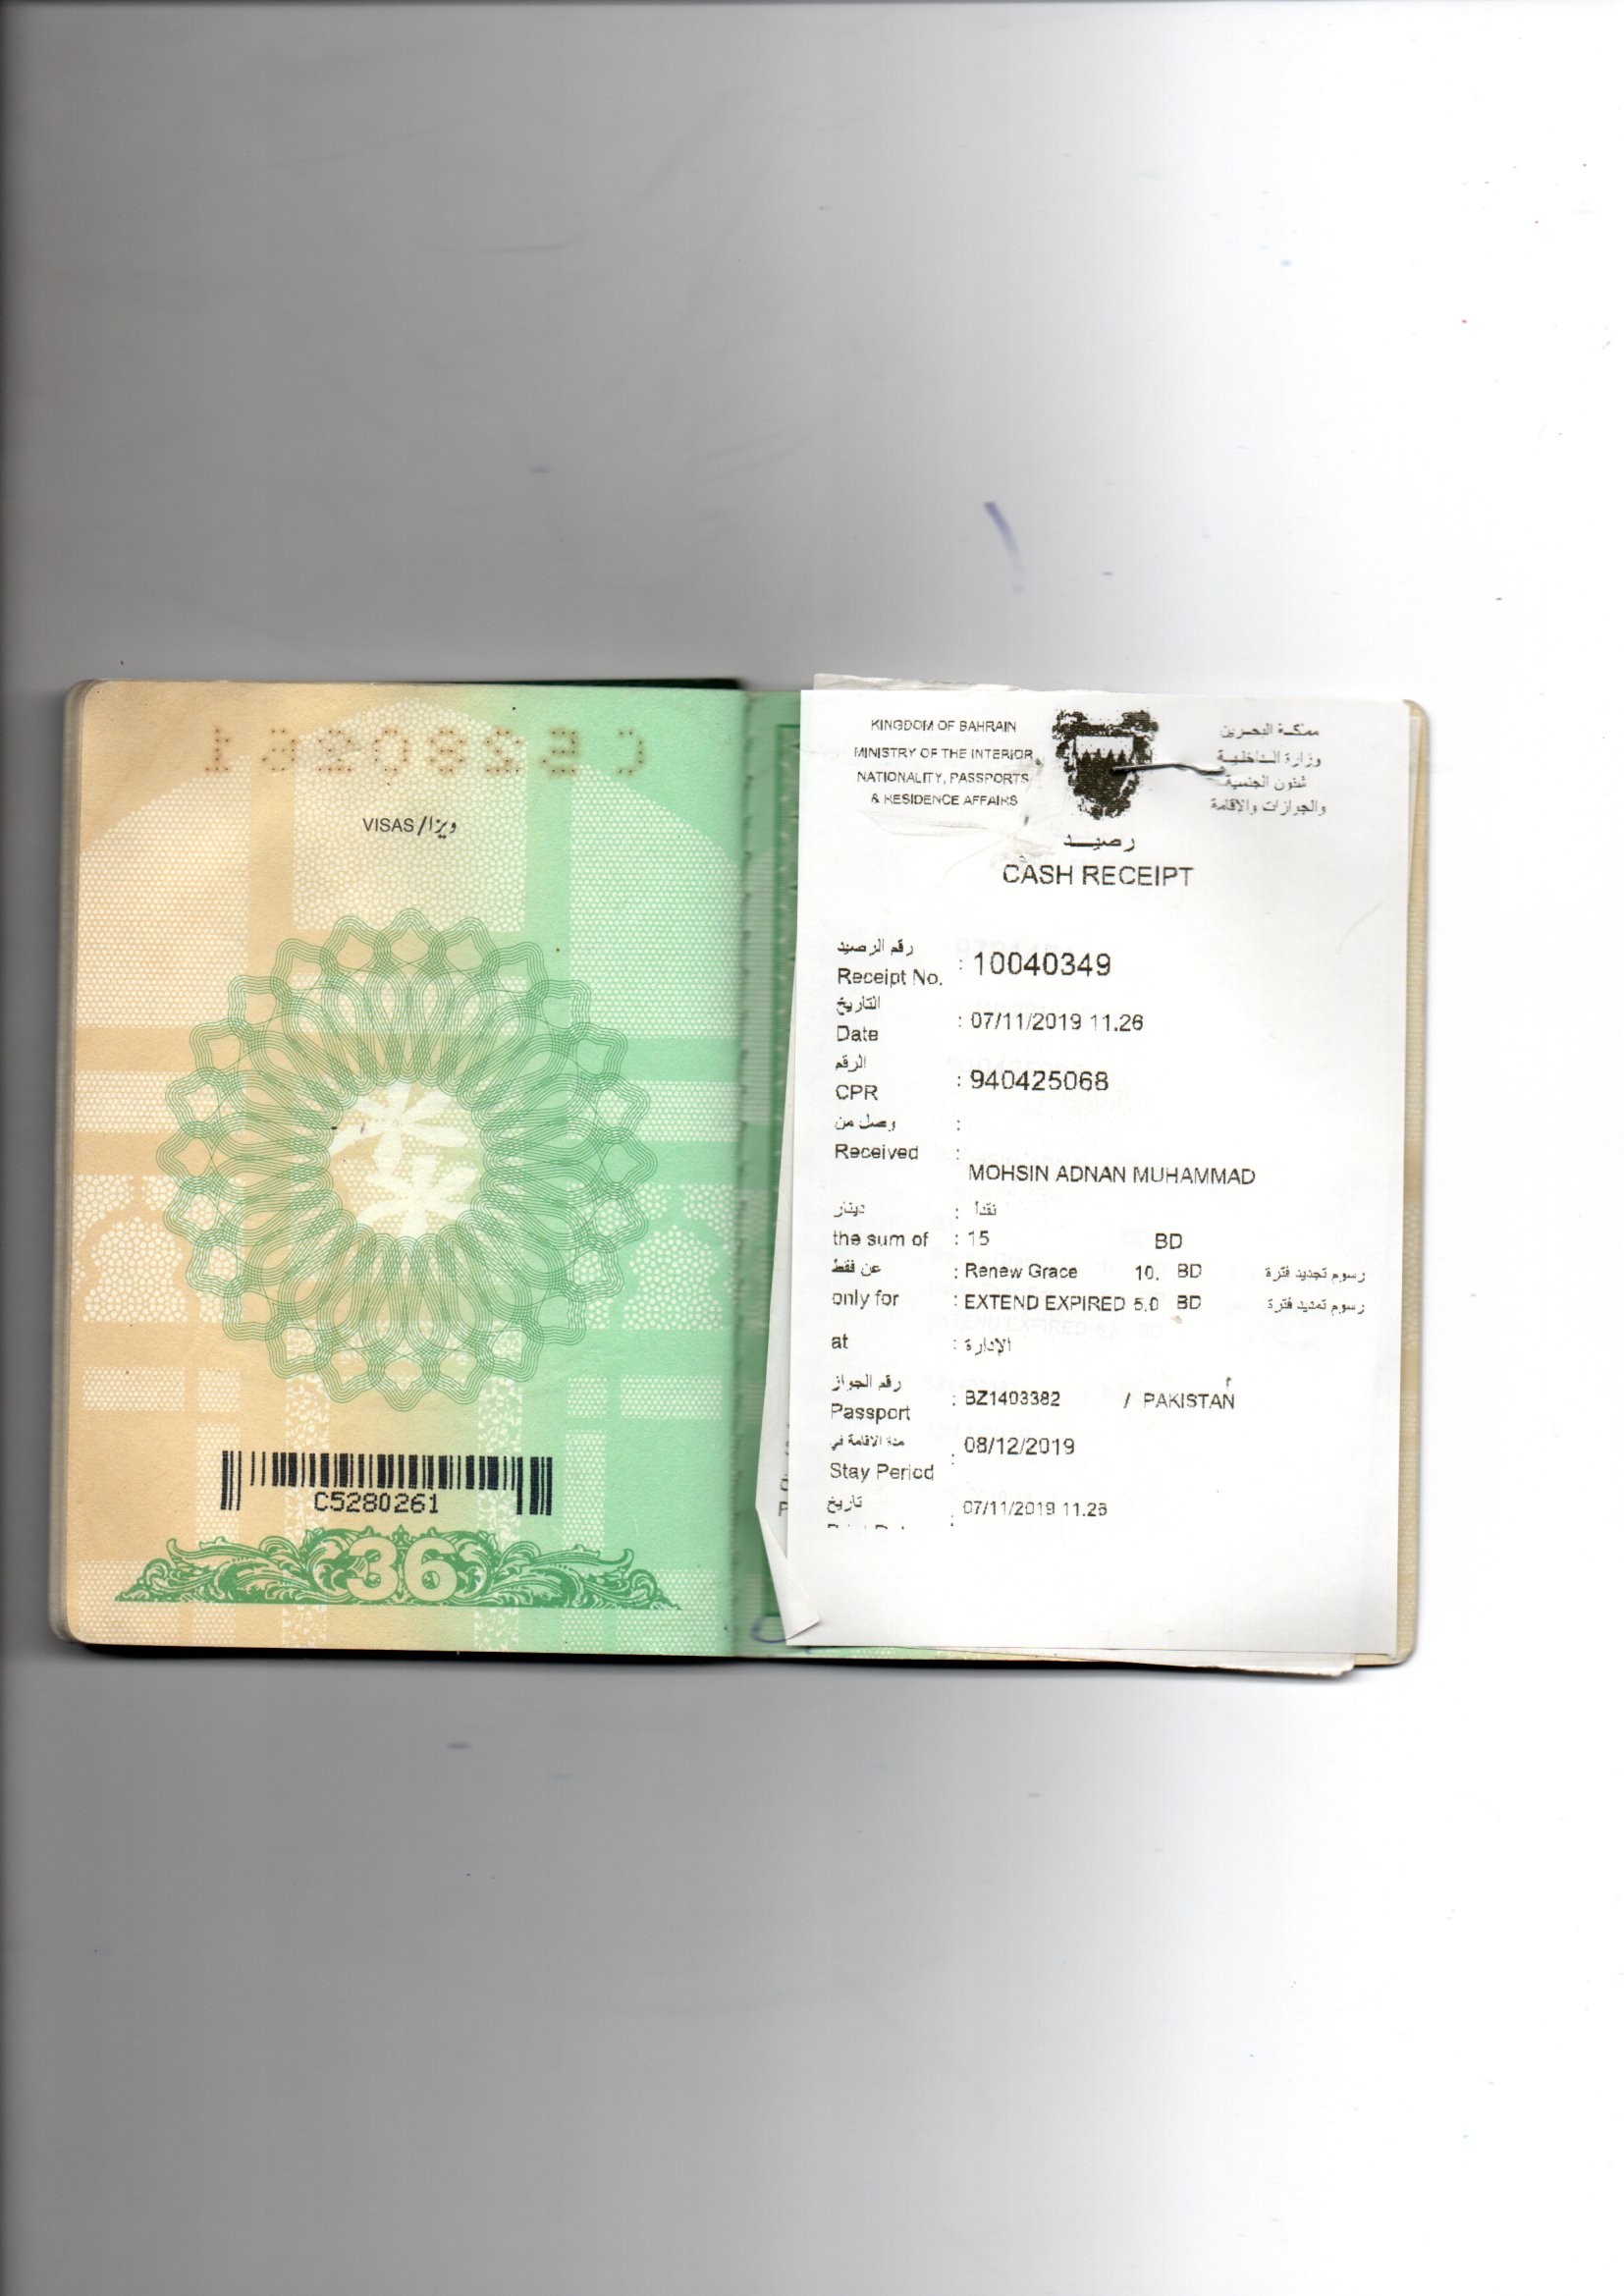 C5280261
VISAS/ویزا
C5280261
36
KINGDOM OF BAHRAIN
MINISTRY OF THE INTERIOR
NATIONALITY, PASSPORTS
& RESIDENCE AFFAIRS
مملكة البحرين
وزارة الداخلية
شئون الجنسية
والجوازات والإقامة
رصيد
CASH RECEIPT
رقم الرصيد
Receipt No. : 10040349
التاريخ
Date : 07/11/2019 11.26
الرقم
CPR : 940425068
وصل من :
Received :
MOHSIN ADNAN MUHAMMAD
دينار : نقداً
the sum of : 15 BD
عن فقط : Renew Grace 10. BD رسوم تجديد فترة
only for : EXTEND EXPIRED 5.0 BD رسوم تمديد فترة
at : الإدارة
رقم الجواز
Passport : BZ1403382 / PAKISTAN
مدة الاقامة في
Stay Period : 08/12/2019
تاريخ
: 07/11/2019 11.26